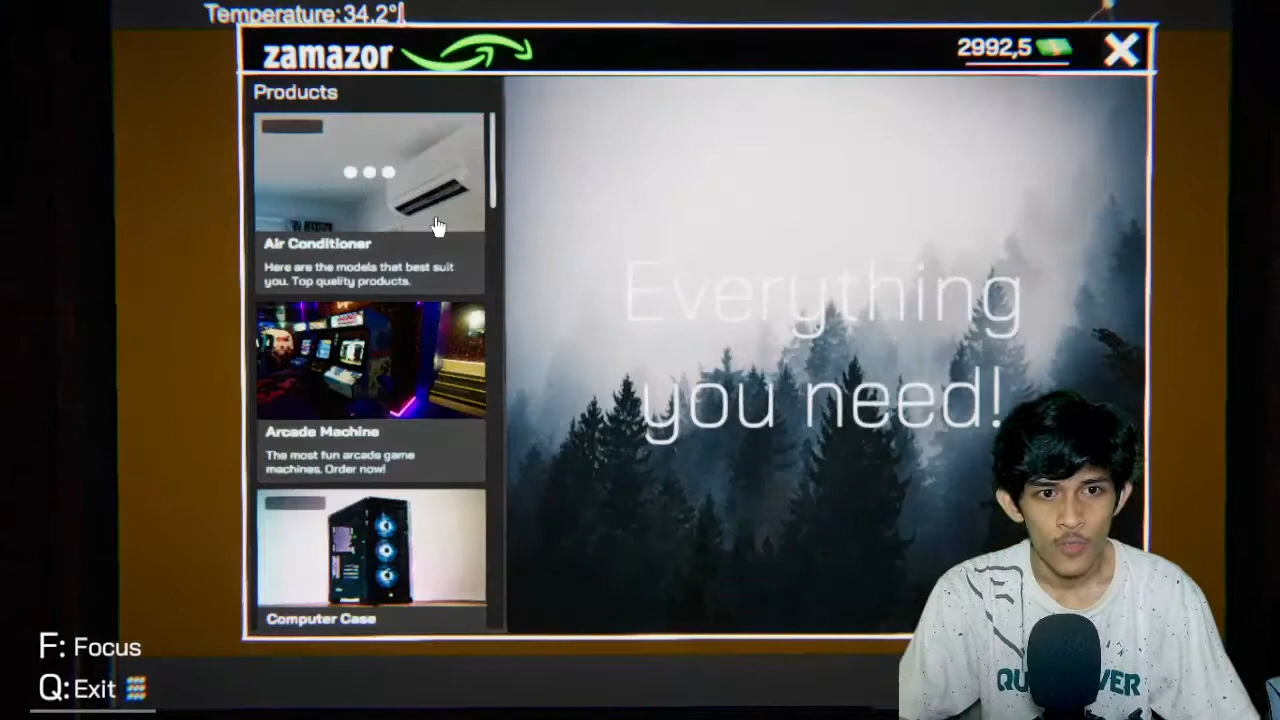 Temperature:34,2°
zamazor
2992,5
Products
Air Conditioner
Here are the models that best suit
you. Top quality products.
Everything
you need!
Arcade Machine
The most fun arcade game
machines. Order now!
Computer Case
F: Focus
Q: Exit